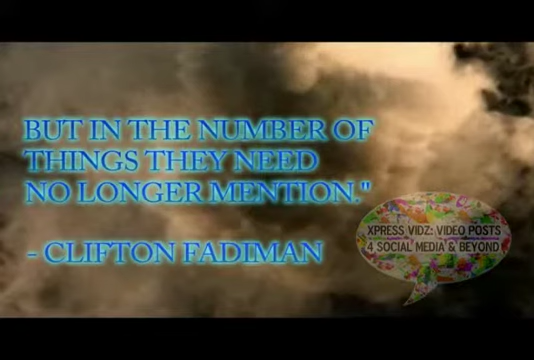 BUT IN THE NUMBER OF
THINGS THEY NEED
NO LONGER MENTION."
- CLIFTON FADIMAN
XPRESS VIDZ: VIDEO POSTS
4 SOCIAL MEDIA & BEYOND